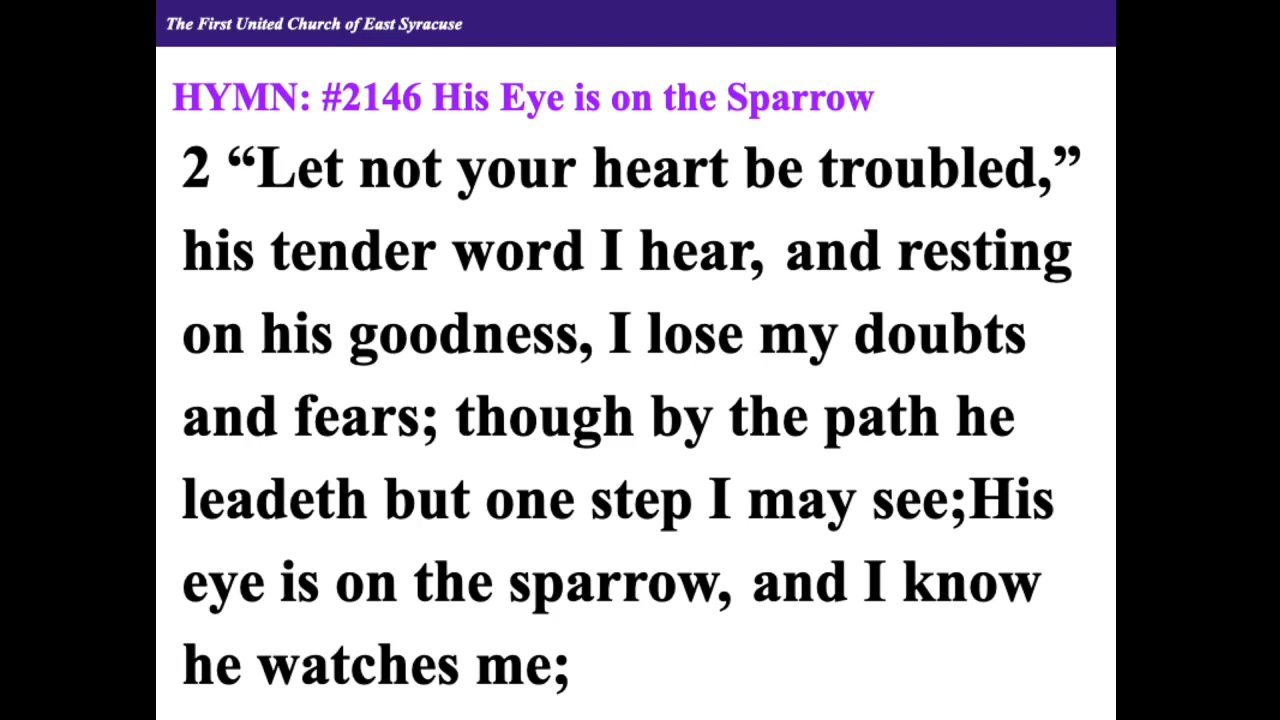 The First United Church of East Syracuse
HYMN: #2146 His Eye is on the Sparrow
2 “Let not your heart be troubled,”
his tender word I hear, and resting
on his goodness, I lose my doubts
and fears; though by the path he
leadeth but one step I may see;His
eye is on the sparrow, and I know
he watches me;